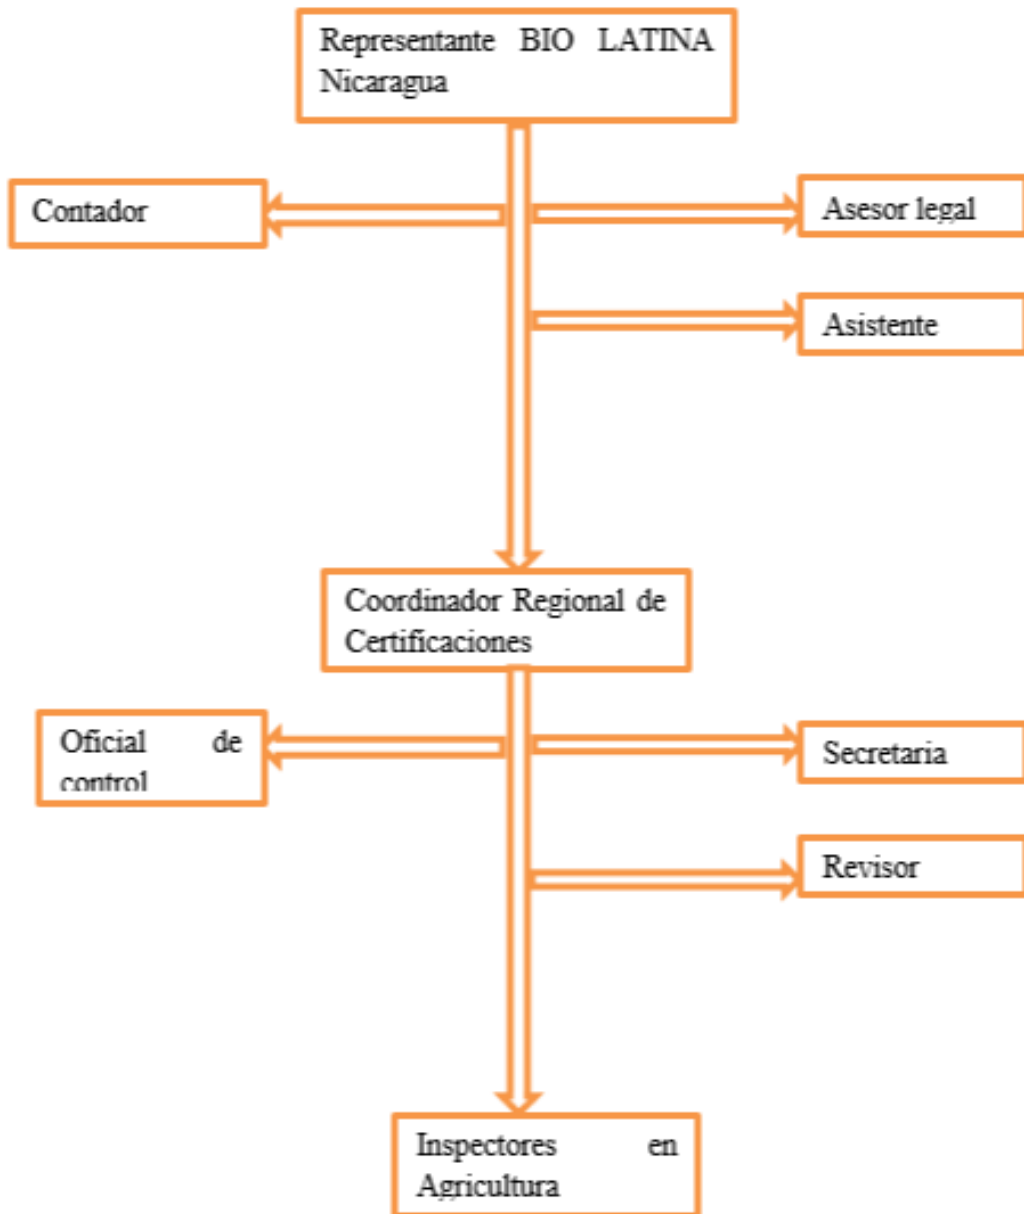 Representante BIO LATINA
Nicaragua
Contador
Asesor legal
Asistente
Coordinador Regional de
Certificaciones
Oficial de
control
Secretaria
Revisor
Inspectores en
Agricultura